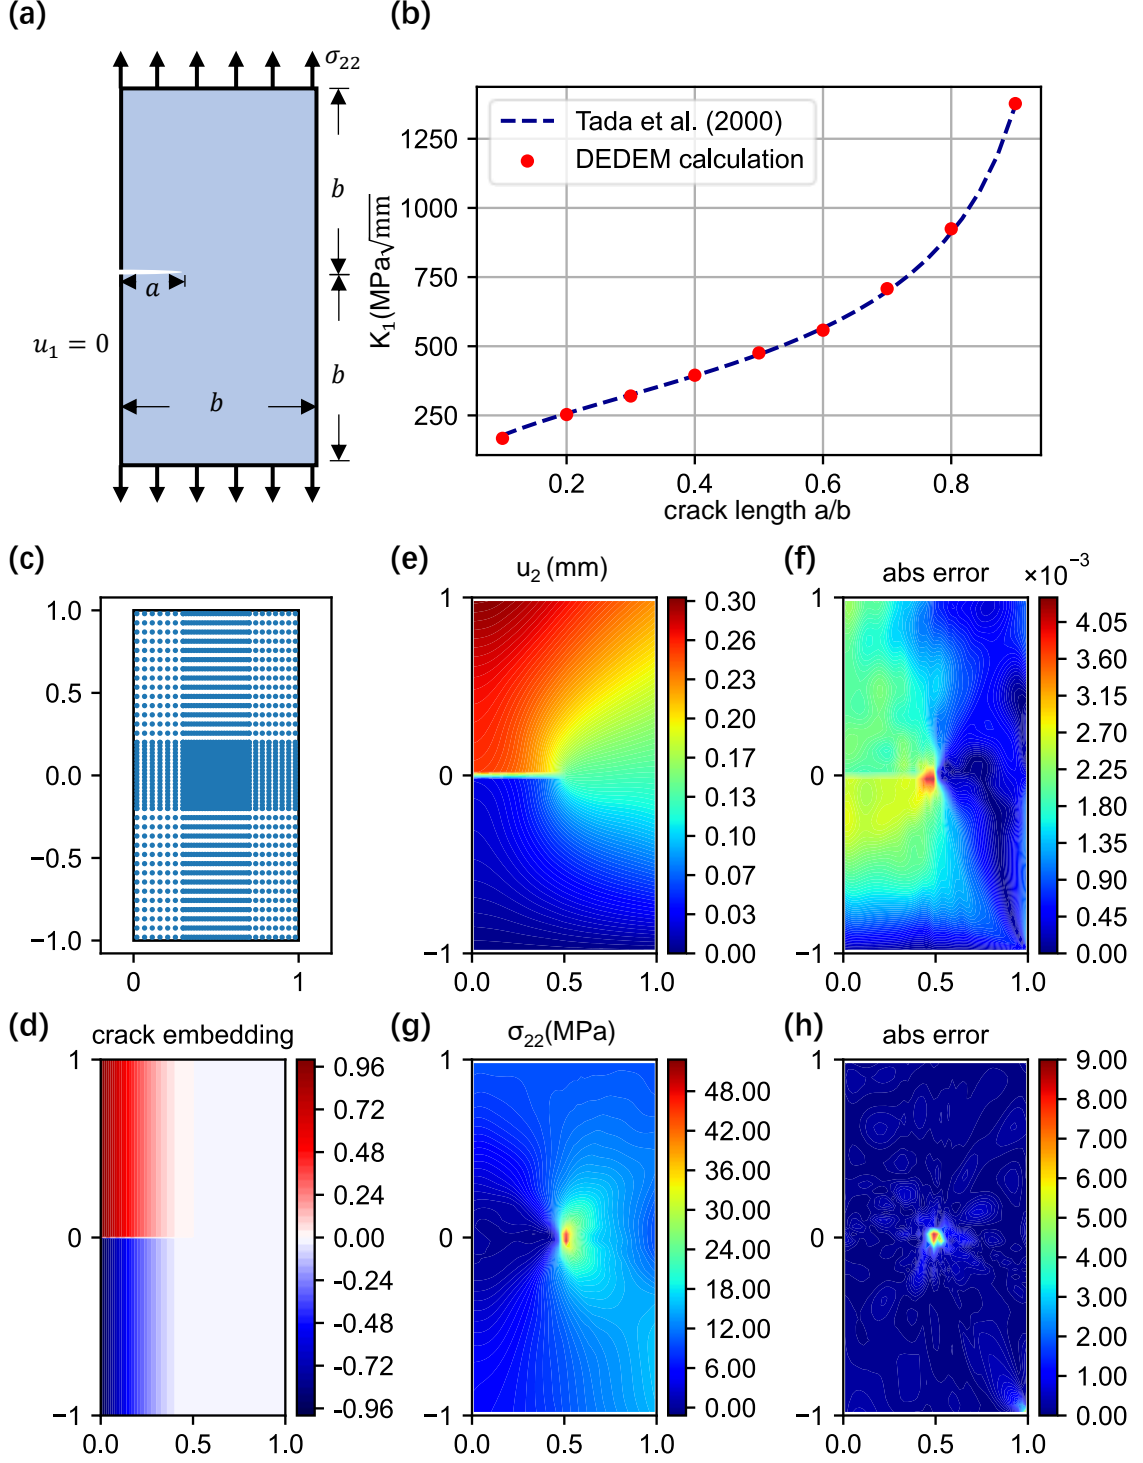 (a)
σ22
b
a
u1 = 0
b
b
(b)
Tada et al. (2000)
DEDEM calculation
K1(MPa√mm
1250
1000
750
500
250
0.2 0.4 0.6 0.8
crack length a/b
(c)
1.0
0.5
0.0
−0.5
−1.0
0 1
(e)
u2 (mm)
1
0
−1
0.0 0.5 1.0
0.30
0.26
0.23
0.20
0.17
0.13
0.10
0.07
0.03
0.00
(f)
abs error ×10−3
1
0
−1
0.0 0.5 1.0
4.05
3.60
3.15
2.70
2.25
1.80
1.35
0.90
0.45
0.00
(d)
crack embedding
1
0
−1
0.0 0.5 1.0
0.96
0.72
0.48
0.24
0.00
-0.24
-0.48
-0.72
-0.96
(g)
σ22(MPa)
1
0
−1
0.0 0.5 1.0
48.00
42.00
36.00
30.00
24.00
18.00
12.00
6.00
0.00
(h)
abs error
1
0
−1
0.0 0.5 1.0
9.00
8.00
7.00
6.00
5.00
4.00
3.00
2.00
1.00
0.00